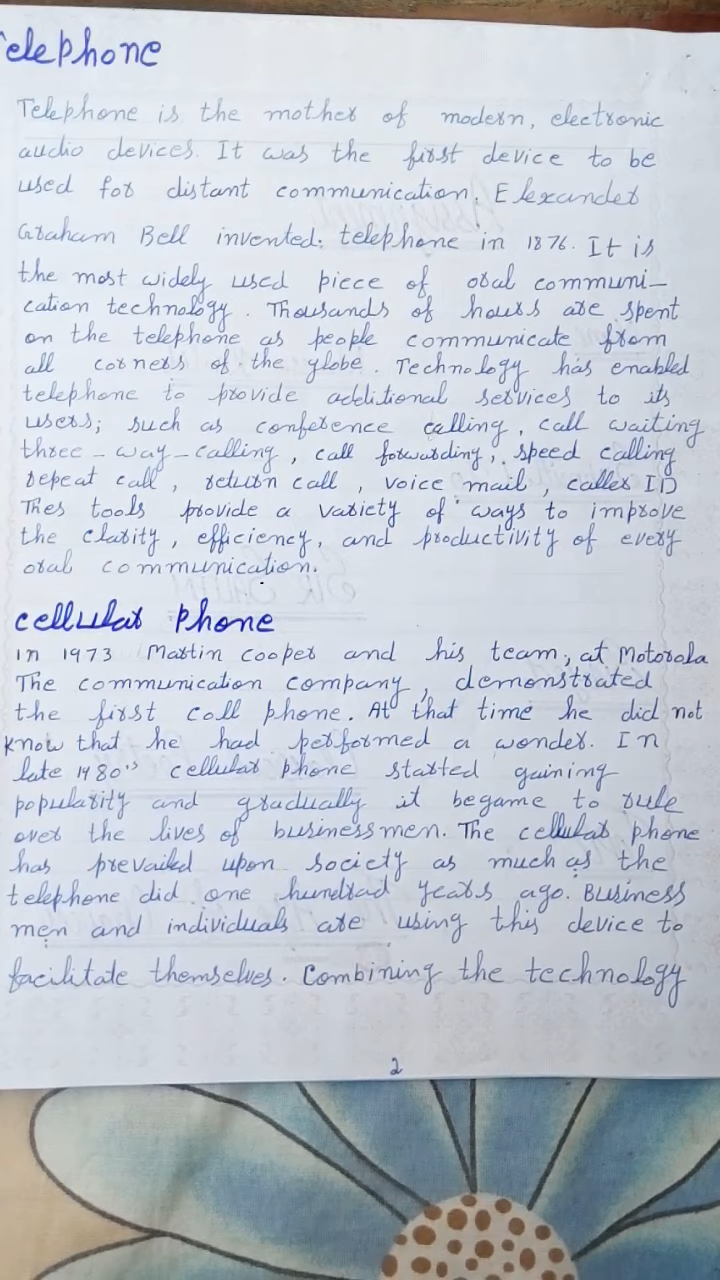 elephone
Telephone is the mother of modern, electronic
audio devices. It was the first device to be
used for distant communication. Elexander
Graham Bell invented; telephone in 1876. It is
the most widely used piece of oral communi-
cation technology. Thousands of hours are spent
on the telephone as people communicate from
all corners of the globe. Technology has enabled
telephone to provide additional services to its
users; such as conference calling, call waiting
three-way-calling, call forwarding, speed calling
repeat call, return call, voice mail, caller ID
Thes tools provide a variety of ways to improve
the clarity, efficiency, and productivity of every
oral communication.
cellular phone
in 1973 Martin cooper and his team, at Motorola
The communication company, demonstrated
the first coll phone. At that time he did not
know that he had performed a wonder. In
late 1980's cellular phone started gaining
popularity and gradually it begame to rule
over the lives of businessmen. The cellular phone
has prevailed upon society as much as the
telephone did one hundrad years ago. Business
men and individuals are using this device to
facilitate themselves. Combining the technology
2